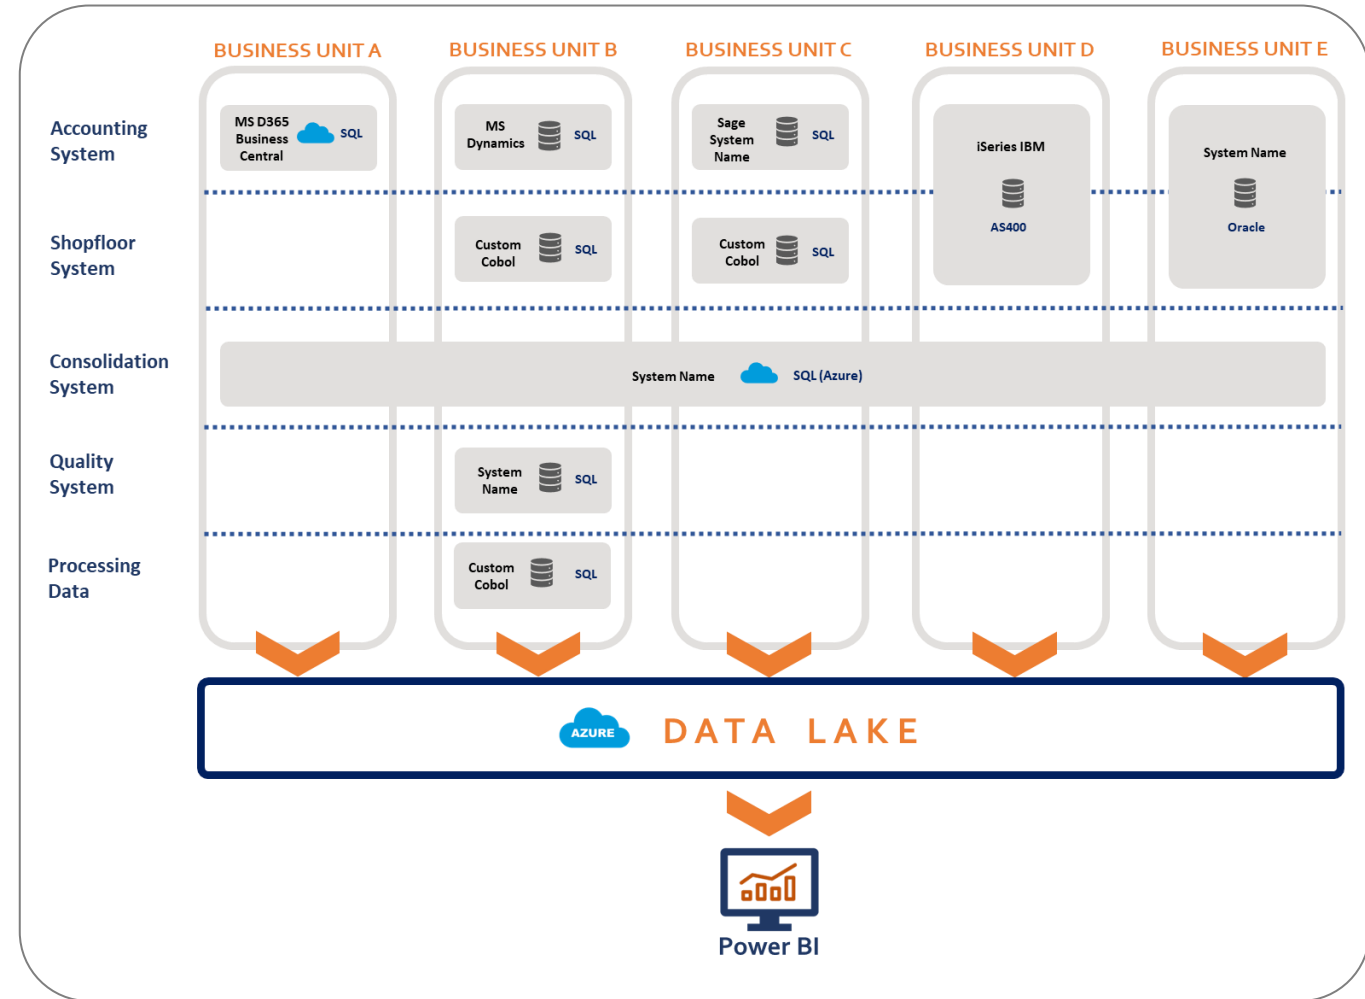 BUSINESS UNIT A
BUSINESS UNIT B
BUSINESS UNIT C
BUSINESS UNIT D
BUSINESS UNIT E
Accounting
System
MS D365
Business
Central
SQL
MS
Dynamics
SQL
Sage
System
Name
SQL
iSeries IBM
AS400
System Name
Oracle
Shopfloor
System
Custom
Cobol
SQL
Custom
Cobol
SQL
Consolidation
System
System Name
SQL (Azure)
Quality
System
System
Name
SQL
Processing
Data
Custom
Cobol
SQL
AZURE
DATA LAKE
Power BI